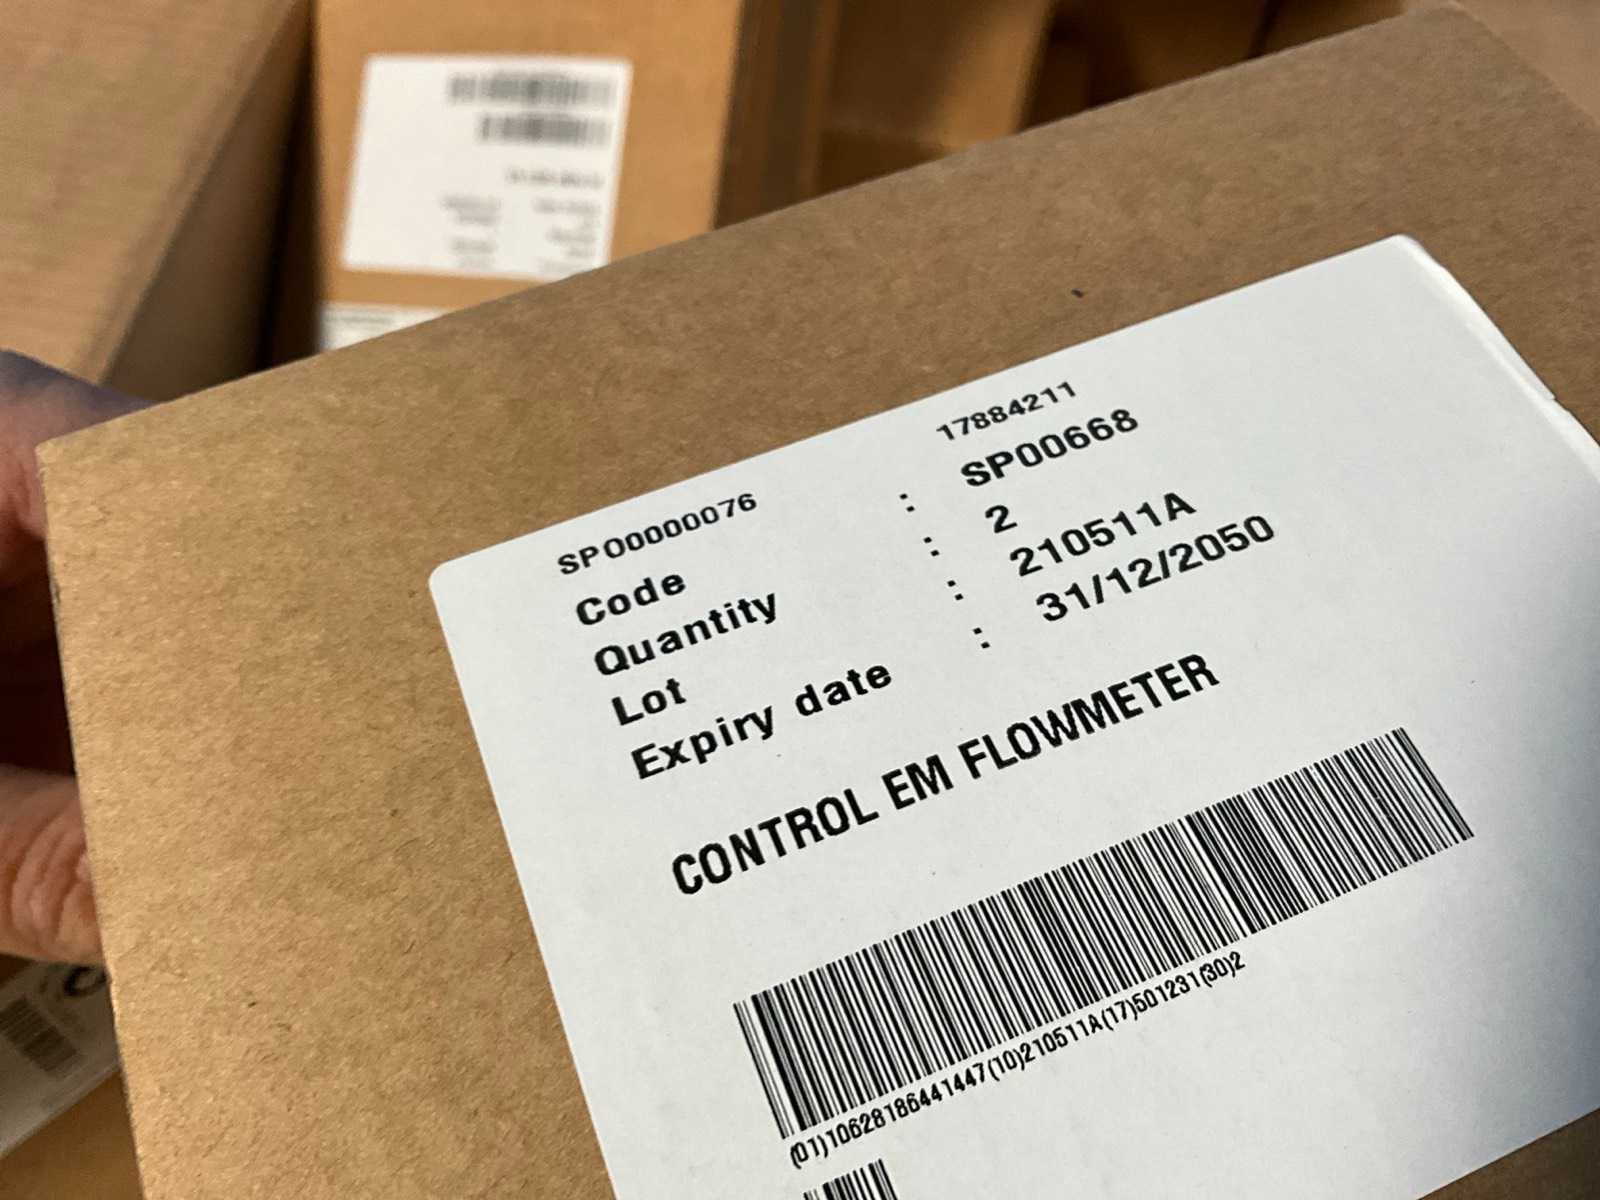 SPO0000076 17884211
Code : SP00668
Quantity : 2
Lot : 210511A
Expiry date : 31/12/2050
CONTROL EM FLOWMETER
(01)10628186441447(10)210511A(17)501231(30)2